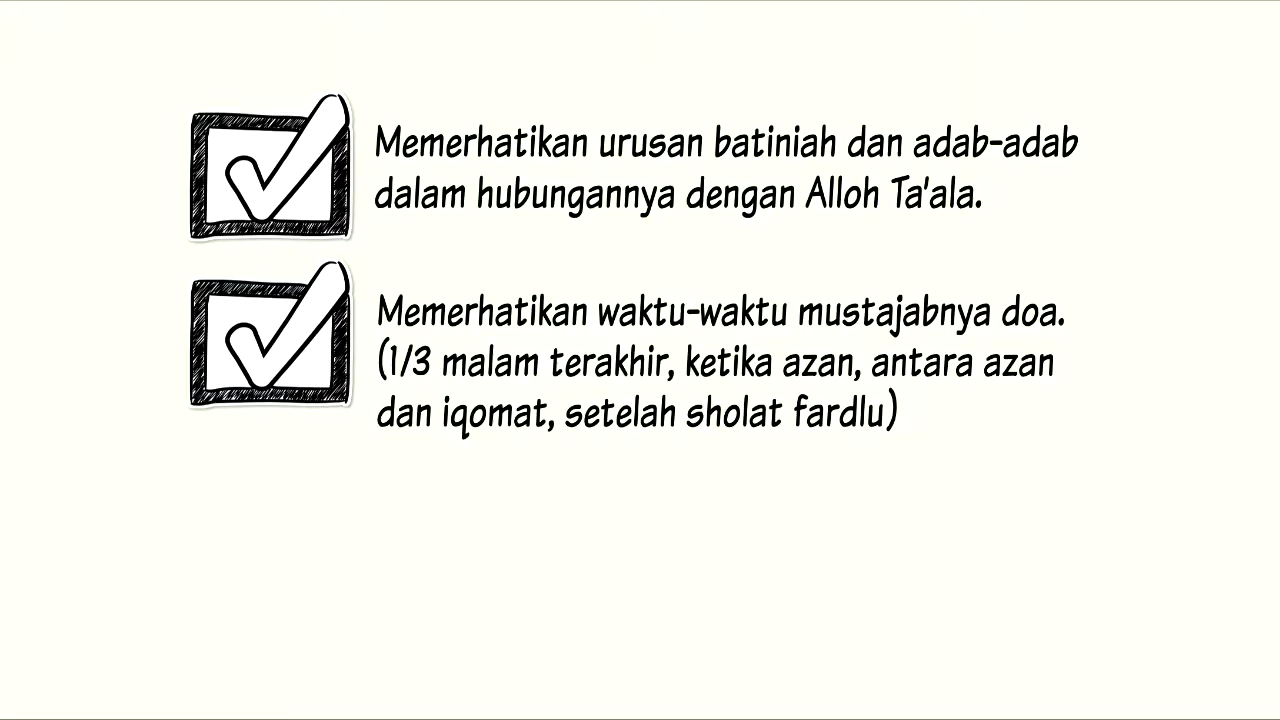 Memerhatikan urusan batiniah dan adab-adab
dalam hubungannya dengan Alloh Ta'ala.
Memerhatikan waktu-waktu mustajabnya doa.
(1/3 malam terakhir, ketika azan, antara azan
dan iqomat, setelah sholat fardlu)